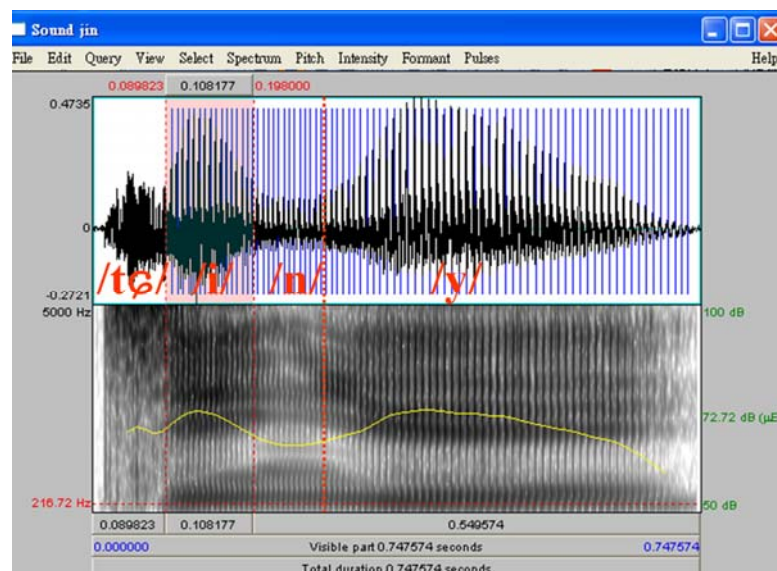 Sound jin
File Edit Query View Select Spectrum Pitch Intensity Formant Pulses Help
0.089823 0.108177 0.198000
0.4735
0
/tɕ/ /i/ /n/ /y/
-0.2721
5000 Hz 100 dB
72.72 dB (µE
216.72 Hz 50 dB
0.089823 0.108177 0.549574
0.000000 Visible part 0.747574 seconds 0.747574
Total duration 0.747574 seconds